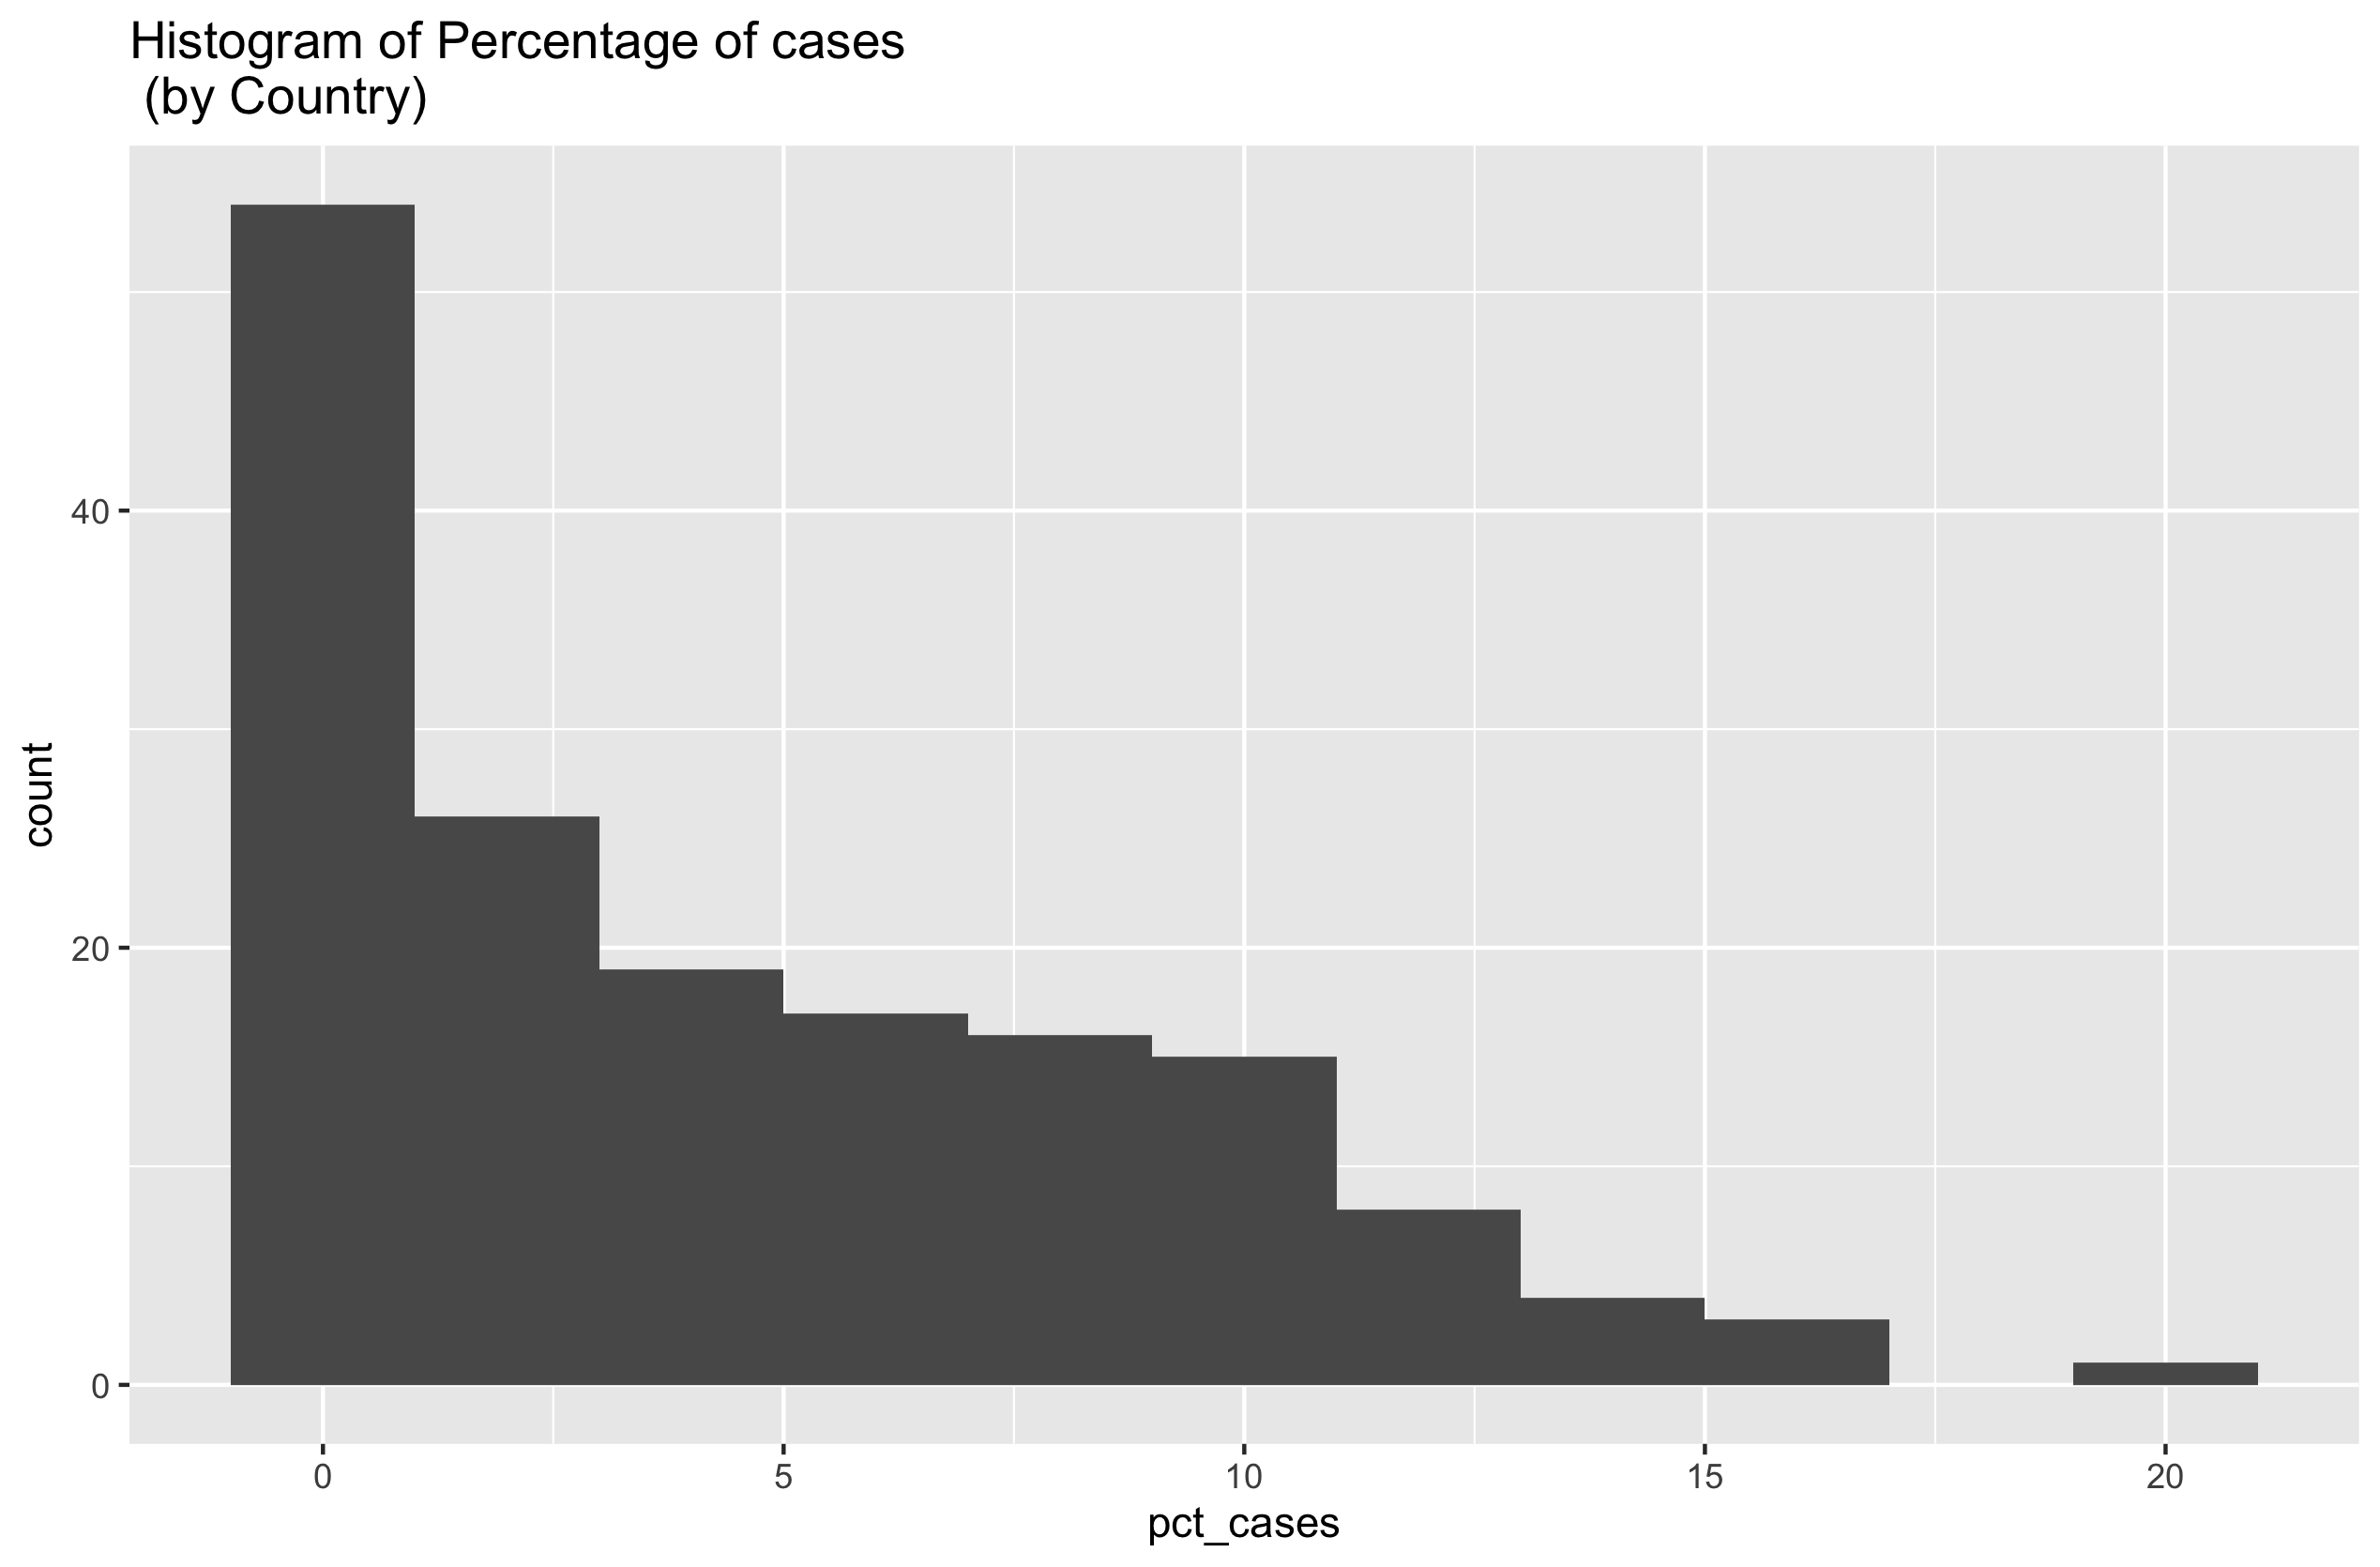 Histogram of Percentage of cases
(by Country)
count
40
20
0
0 5 10 15 20
pct_cases